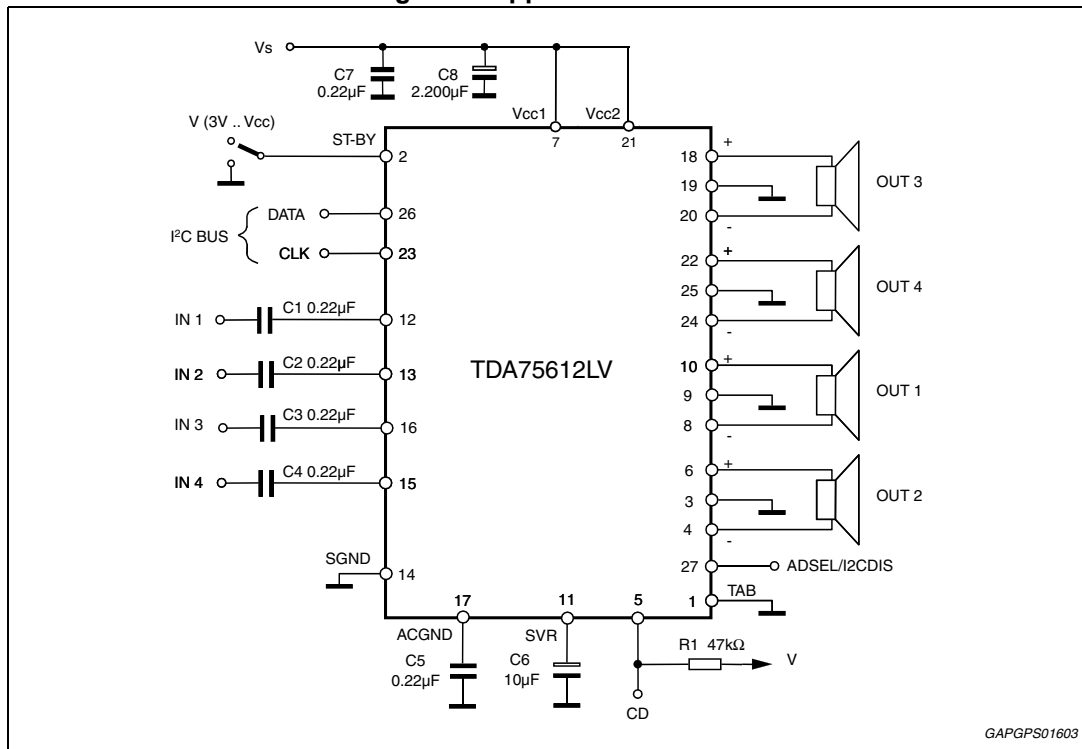 Vs
C7
0.22µF
C8
2.200µF
Vcc1
Vcc2
7
21
V (3V .. Vcc)
ST-BY
2
I²C BUS
DATA
26
CLK
23
IN 1
C1 0.22µF
12
IN 2
C2 0.22µF
13
IN 3
C3 0.22µF
16
IN 4
C4 0.22µF
15
SGND
14
TDA75612LV
18
+
19
20
-
OUT 3
22
+
25
24
-
OUT 4
10
+
9
8
-
OUT 1
6
+
3
4
-
OUT 2
27
ADSEL/I2CDIS
1
TAB
17
ACGND
C5
0.22µF
11
SVR
C6
10µF
5
CD
R1 47kΩ
V
GAPGPS01603